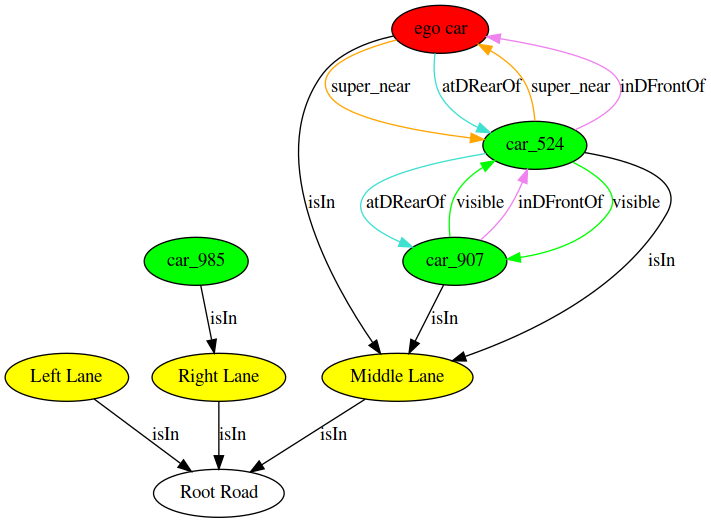 ego car
super_near
atDRearOf
super_near
inDFrontOf
car_524
isIn
atDRearOf
inDFrontOf
visible
isIn
car_985
car_907
isIn
isIn
Left Lane
Right Lane
Middle Lane
isIn
isIn
isIn
Root Road